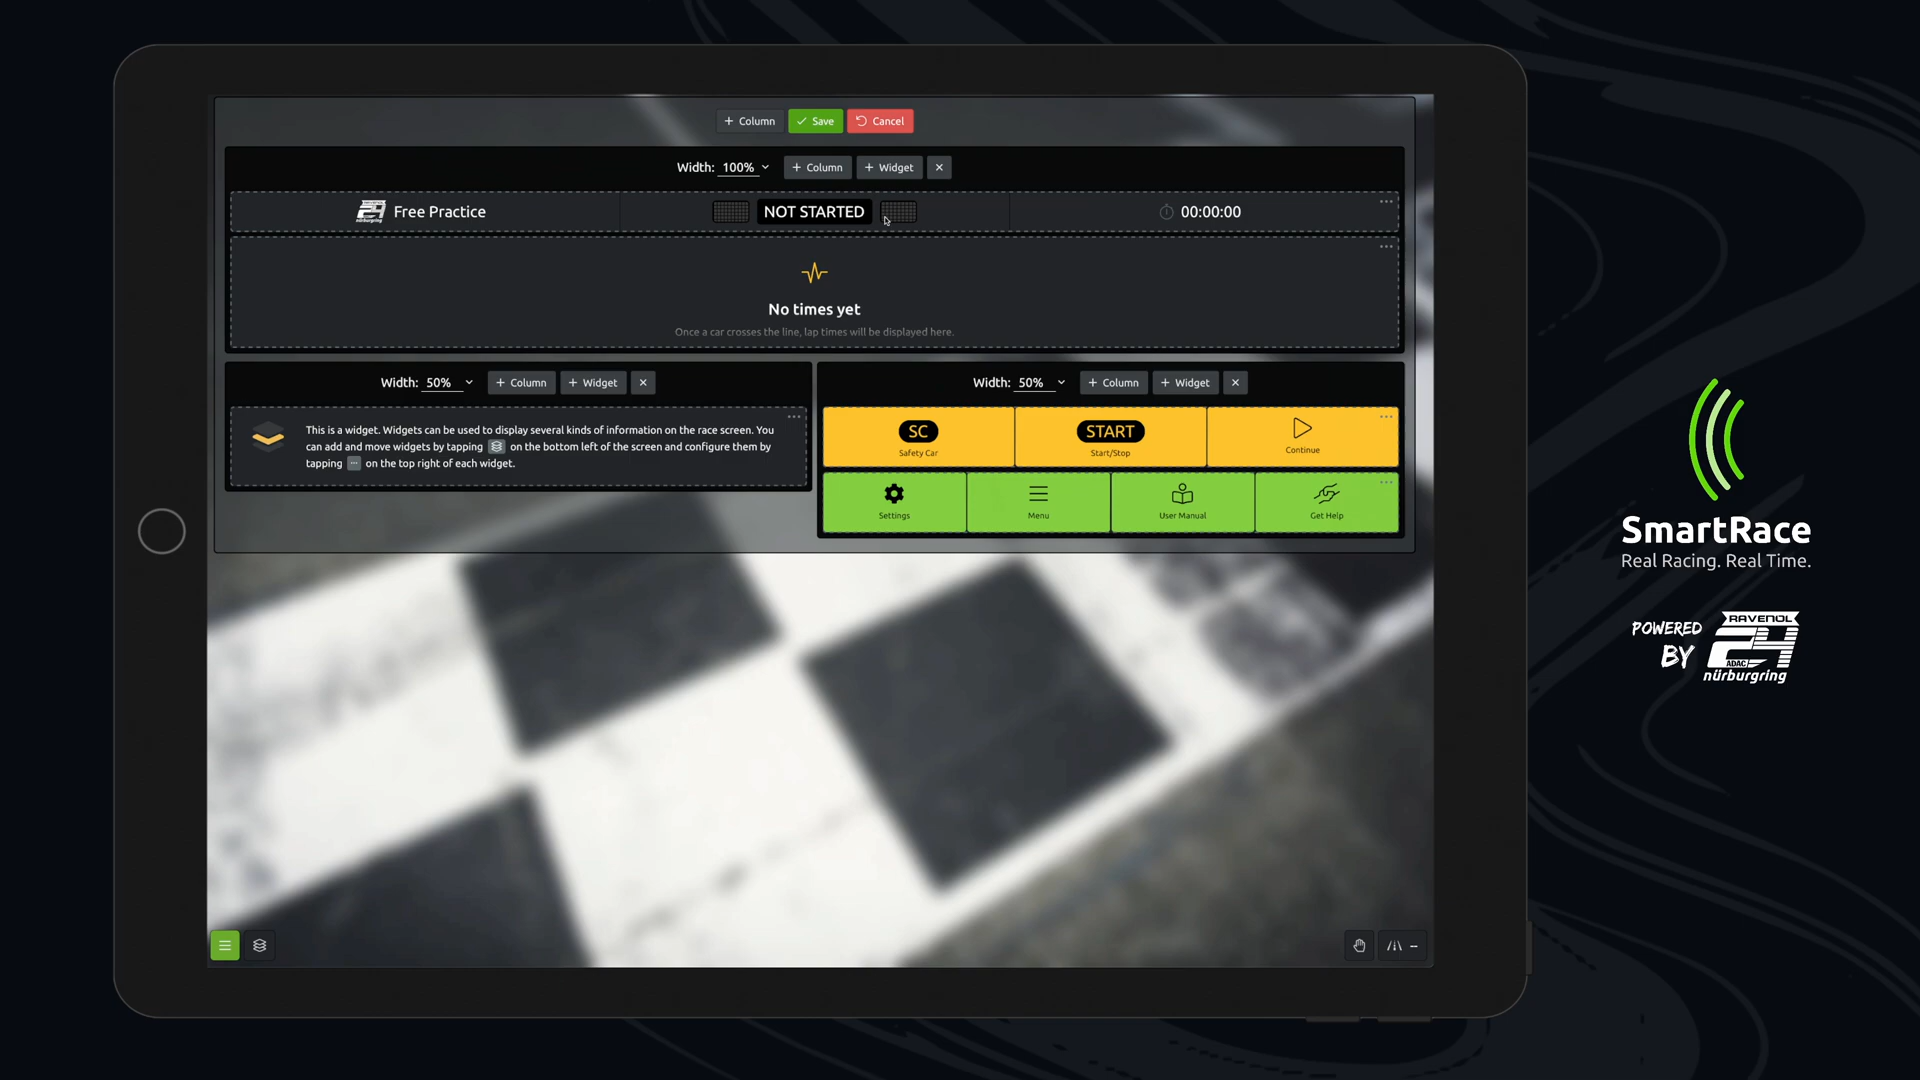 + Column Save Cancel
Width: 100% + Column + Widget
24 nürburgring Free Practice NOT STARTED 00:00:00
No times yet
Once a car crosses the line, lap times will be displayed here.
Width: 50% + Column + Widget
This is a widget. Widgets can be used to display several kinds of information on the race screen. You
can add and move widgets by tapping on the bottom left of the screen and configure them by
tapping on the top right of each widget.
Width: 50% + Column + Widget
SC START
Safety Car Start/Stop Continue
Settings Menu User Manual Get Help
--
SmartRace
Real Racing. Real Time.
POWERED
BY
RAVENOL
24
ADAC
nürburgring